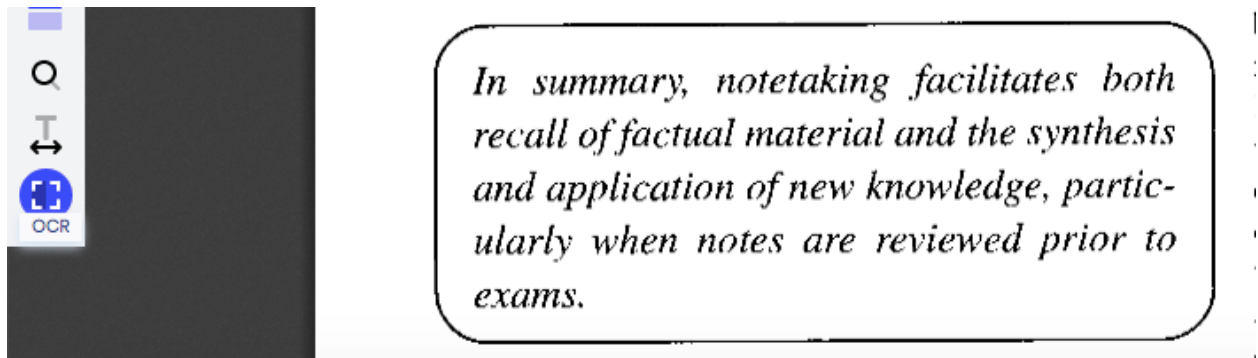 In summary, notetaking facilitates both
recall of factual material and the synthesis
and application of new knowledge, partic-
ularly when notes are reviewed prior to
exams.
T
OCR